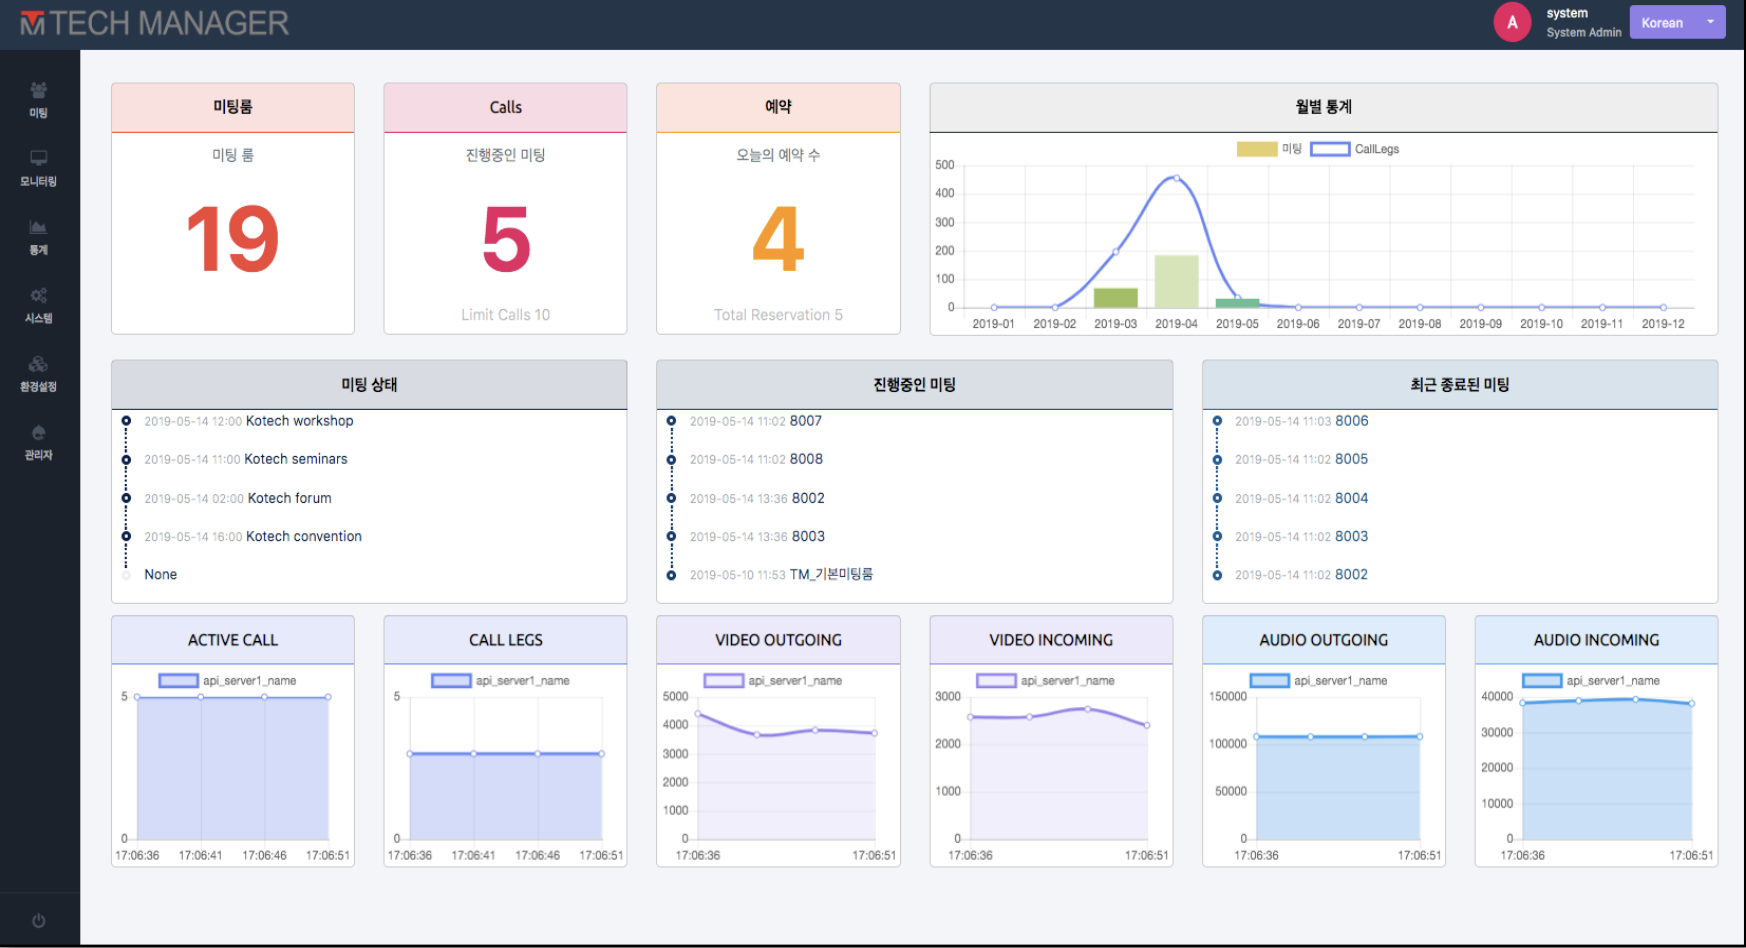 TECH MANAGER
A
system
System Admin
Korean
미팅
모니터링
통계
시스템
환경설정
관리자
미팅룸
미팅 룸
19
Calls
진행중인 미팅
5
Limit Calls 10
예약
오늘의 예약 수
4
Total Reservation 5
월별 통계
미팅 CallLegs
500
400
300
200
100
0
2019-01 2019-02 2019-03 2019-04 2019-05 2019-06 2019-07 2019-08 2019-09 2019-10 2019-11 2019-12
미팅 상태
2019-05-14 12:00 Kotech workshop
2019-05-14 11:00 Kotech seminars
2019-05-14 02:00 Kotech forum
2019-05-14 16:00 Kotech convention
None
진행중인 미팅
2019-05-14 11:02 8007
2019-05-14 11:02 8008
2019-05-14 13:36 8002
2019-05-14 13:36 8003
2019-05-10 11:53 TM_기본미팅룸
최근 종료된 미팅
2019-05-14 11:03 8006
2019-05-14 11:02 8005
2019-05-14 11:02 8004
2019-05-14 11:02 8003
2019-05-14 11:02 8002
ACTIVE CALL
api_server1_name
5
0
17:06:36 17:06:41 17:06:46 17:06:51
CALL LEGS
api_server1_name
5
0
17:06:36 17:06:41 17:06:46 17:06:51
VIDEO OUTGOING
api_server1_name
5000
4000
3000
2000
1000
0
17:06:36 17:06:51
VIDEO INCOMING
api_server1_name
3000
2000
1000
0
17:06:36 17:06:51
AUDIO OUTGOING
api_server1_name
150000
100000
50000
0
17:06:36 17:06:51
AUDIO INCOMING
api_server1_name
40000
30000
20000
10000
0
17:06:36 17:06:51